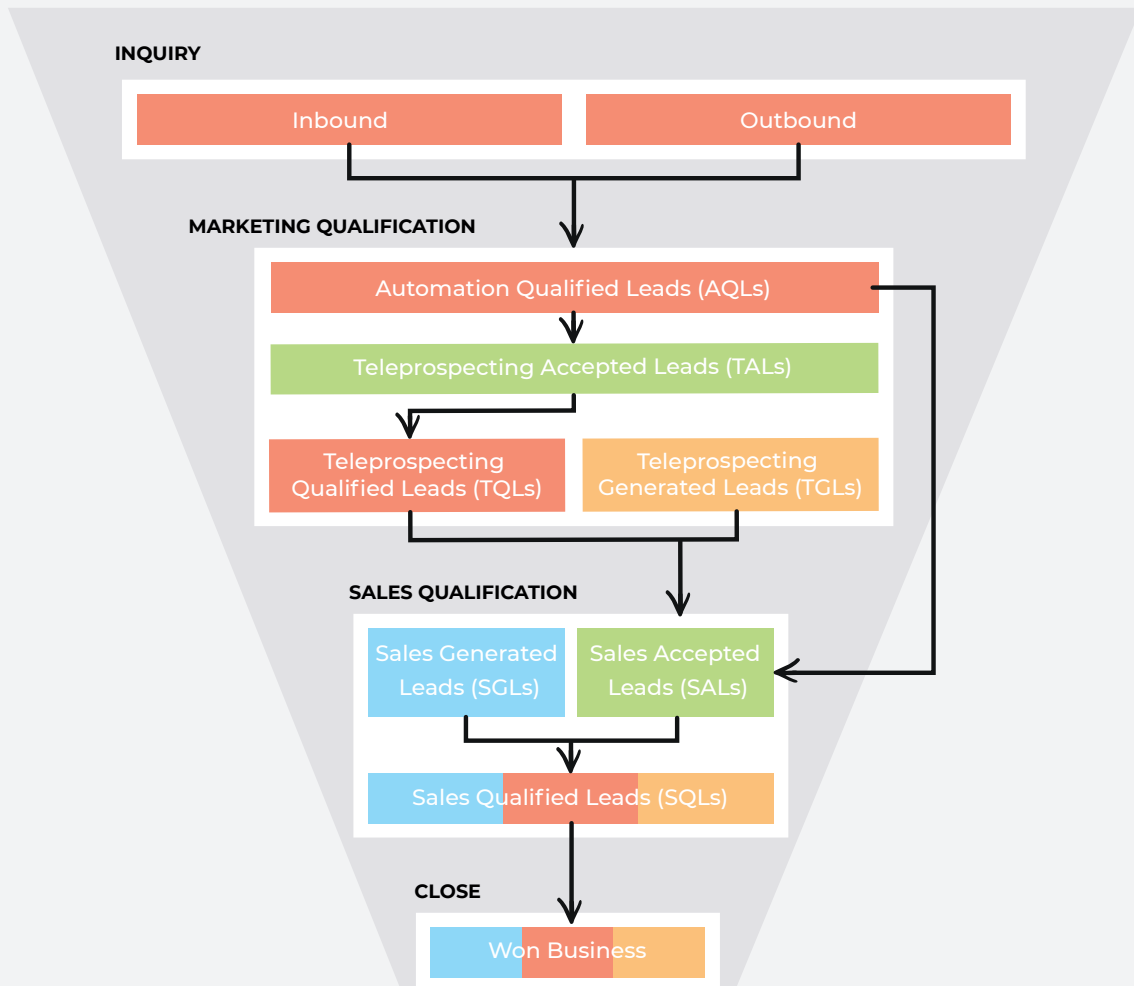 INQUIRY
Inbound
Outbound
MARKETING QUALIFICATION
Automation Qualified Leads (AQLs)
Teleprospecting Accepted Leads (TALs)
Teleprospecting
Qualified Leads (TQLs)
Teleprospecting
Generated Leads (TGLs)
SALES QUALIFICATION
Sales Generated
Leads (SGLs)
Sales Accepted
Leads (SALs)
Sales Qualified Leads (SQLs)
CLOSE
Won Business